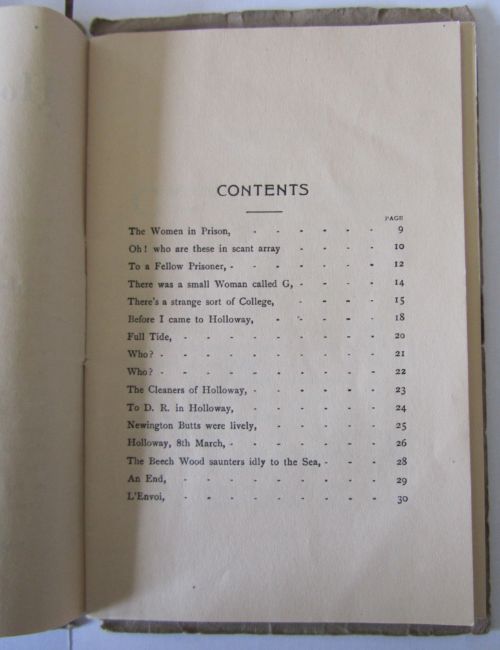 CONTENTS
PAGE
The Women in Prison, - - - - - - 9
Oh! who are these in scant array - - - - 10
To a Fellow Prisoner, - - - - - - - 12
There was a small Woman called G, - - - - 14
There's a strange sort of College, - - - - 15
Before I came to Holloway, - - - - - 18
Full Tide, - - - - - - - - - 20
Who? - - - - - - - - - - 21
Who? - - - - - - - - - - 22
The Cleaners of Holloway, - - - - - - 23
To D. R. in Holloway, - - - - - - 24
Newington Butts were lively, - - - - - 25
Holloway, 8th March, - - - - - - - 26
The Beech Wood saunters idly to the Sea, - - - 28
An End, - - - - - - - - - 29
L'Envoi, - - - - - - - - - 30